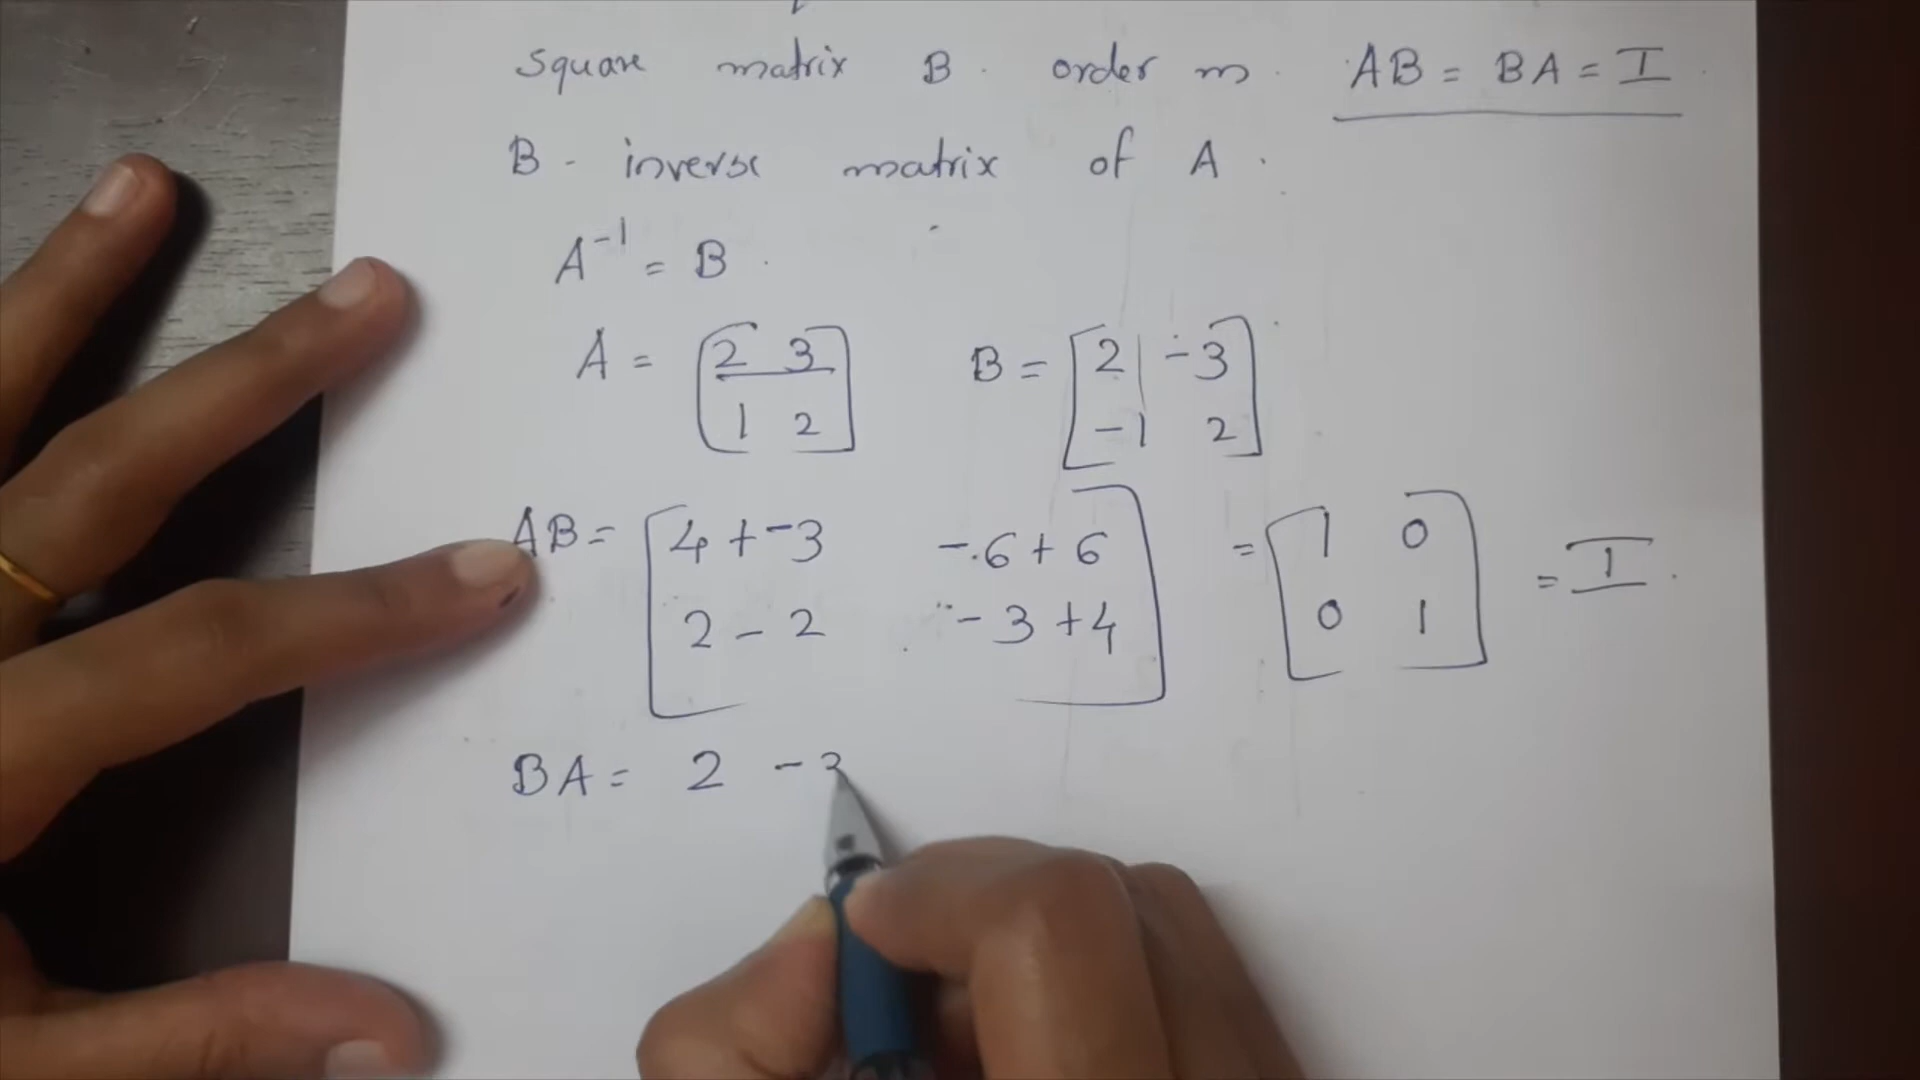 Square matrix B. order m. AB = BA = I
B - inverse matrix of A.
A⁻¹ = B.
A = [2 3
1 2] B = [2 -3
-1 2]
AB = [4 + -3 -6 + 6
2 - 2 -3 + 4] = [1 0
0 1] = I.
BA = 2 -3